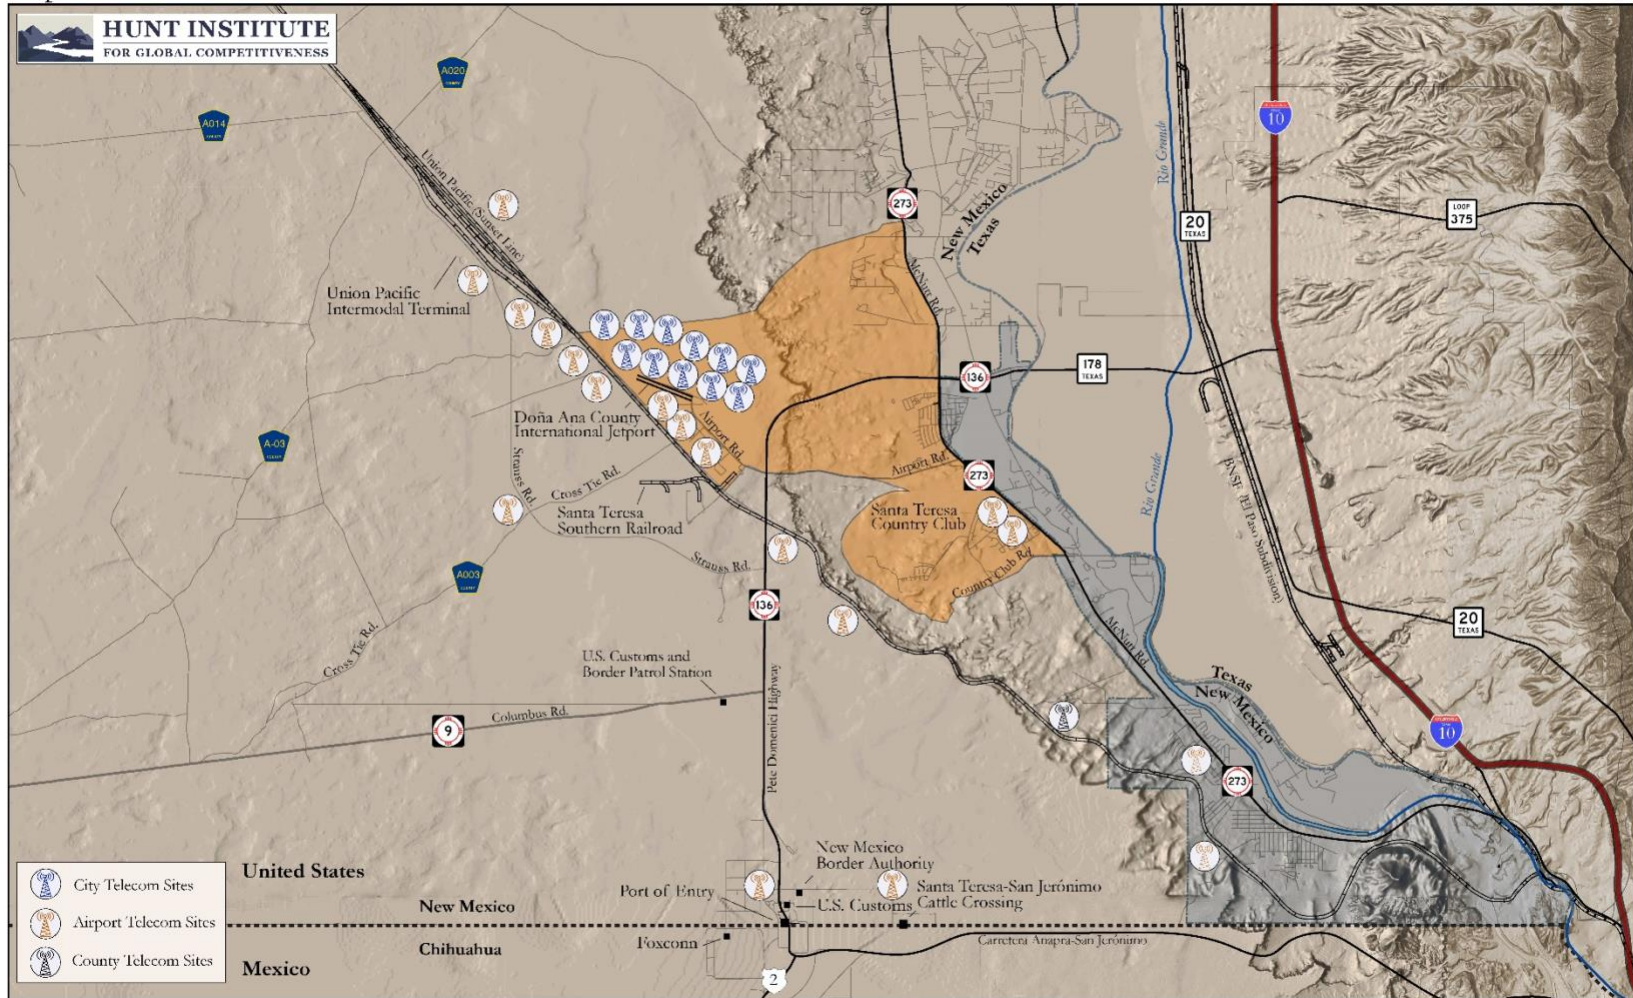 HUNT INSTITUTE
FOR GLOBAL COMPETITIVENESS
A020
COUNTY
A014
COUNTY
10
Rio Grande
Union Pacific (Sunset Lane)
273
New Mexico
Texas
20
TEXAS
LOOP
375
McNutt Rd.
Union Pacific
Intermodal Terminal
136
178
TEXAS
Doña Ana County
International Jetport
Airport Rd.
A-03
COUNTY
Strauss Rd.
Cross Tie Rd.
Airport Rd.
273
Rio Grande
BNSF (El Paso Subdivision)
Santa Teresa
Southern Railroad
Santa Teresa
Country Club
Strauss Rd.
Country Club Rd.
A003
COUNTY
136
20
TEXAS
Cross Tie Rd.
McNutt Rd.
U.S. Customs and
Border Patrol Station
Texas
New Mexico
Columbus Rd.
9
Pete Domenici Highway
10
273
New Mexico
Border Authority
City Telecom Sites
Airport Telecom Sites
County Telecom Sites
United States
Port of Entry
U.S. Customs
Santa Teresa-San Jerónimo
Cattle Crossing
New Mexico
Chihuahua
Foxconn
Carretera Anapra-San Jerónimo
Mexico
2